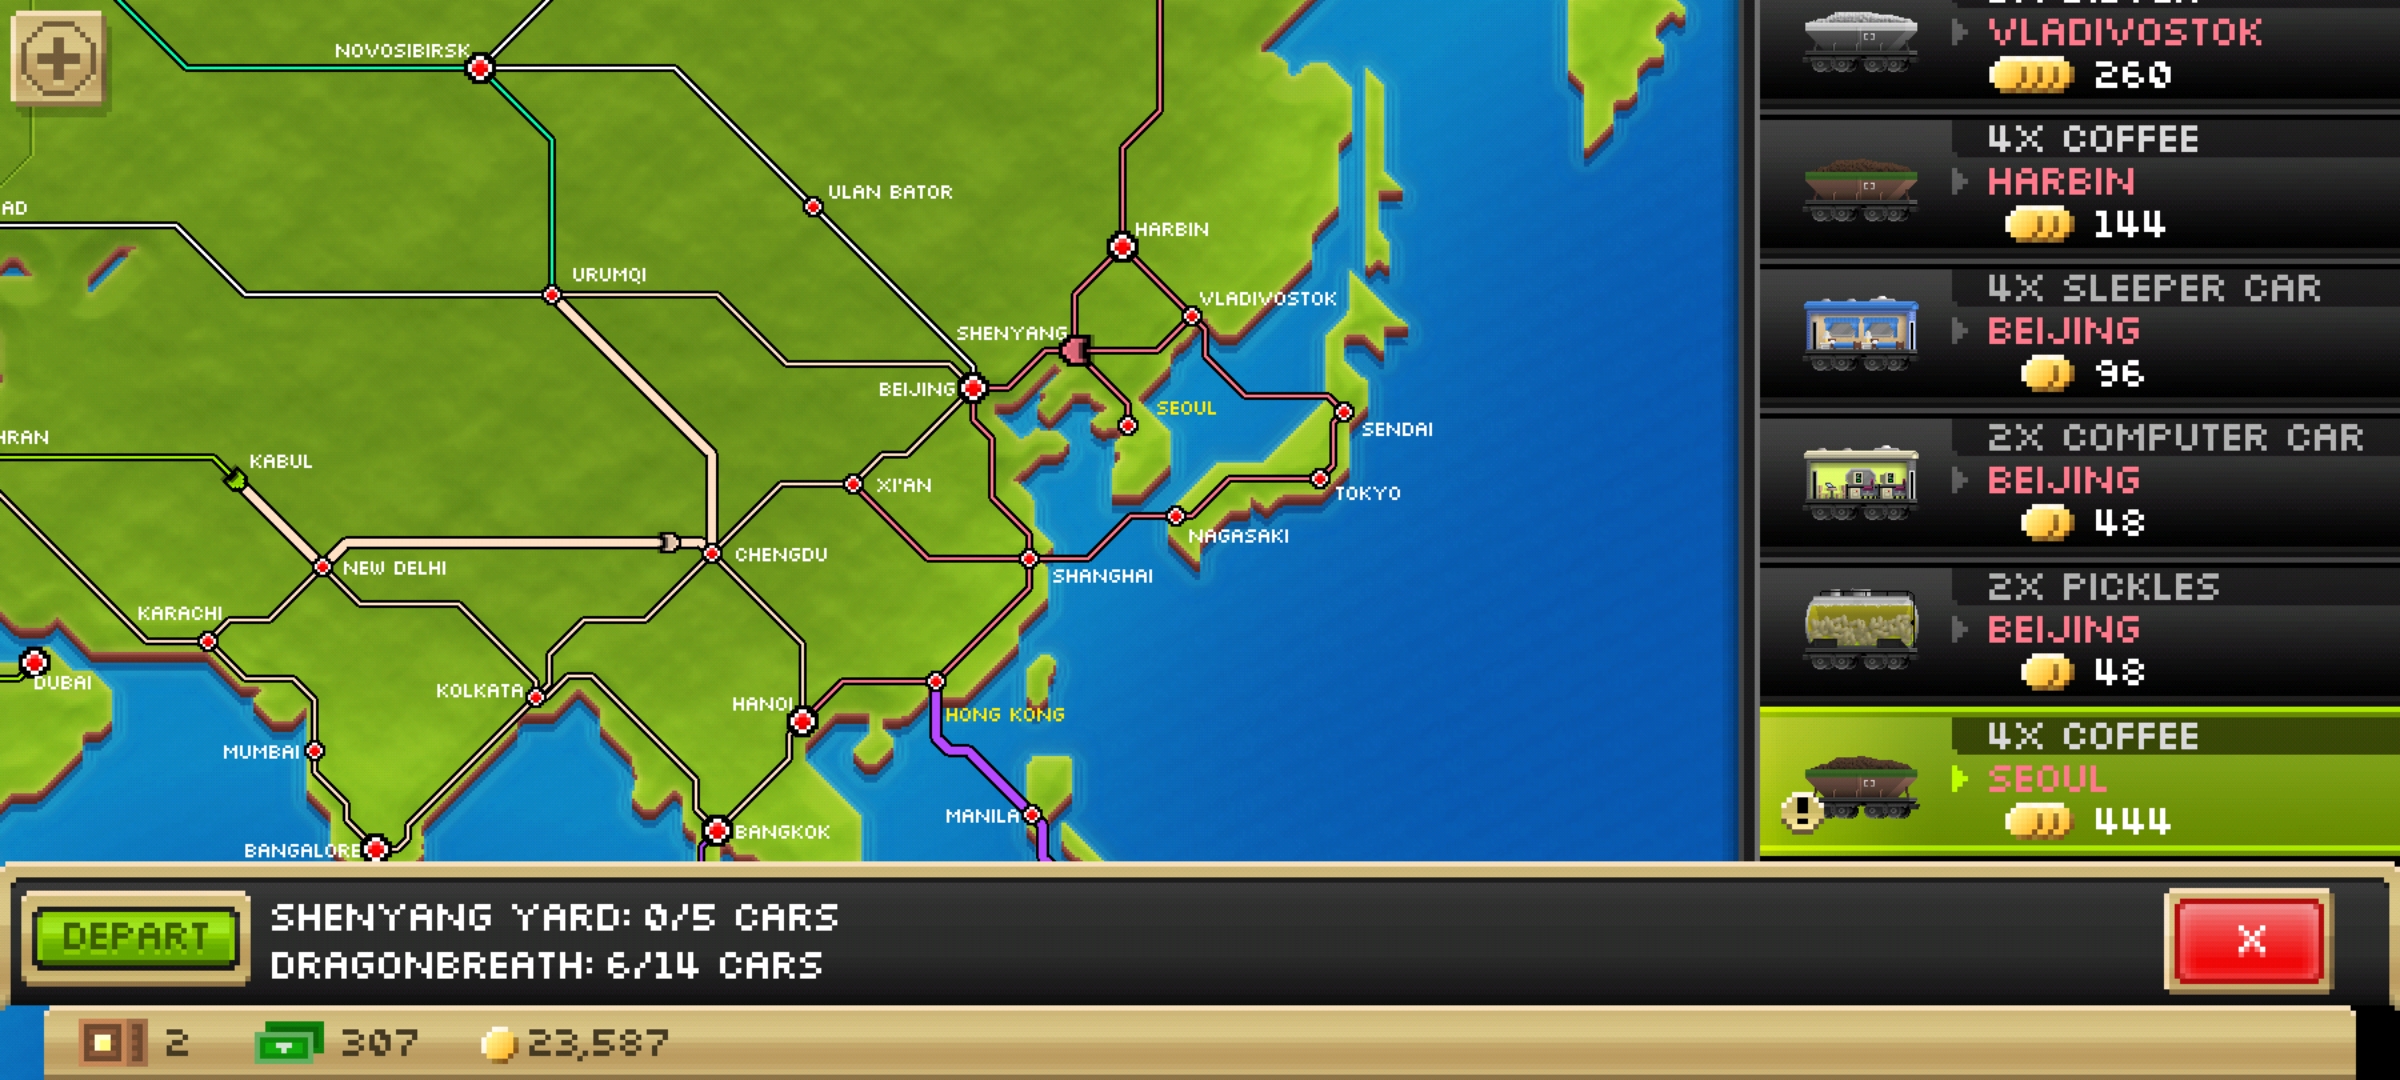 NOVOSIBIRSK
ULAN BATOR
AD
HARBIN
URUMQI
VLADIVOSTOK
SHENYANG
BEIJING
SEOUL
SENDAI
HRAN
KABUL
XI'AN
TOKYO
NAGASAKI
CHENGDU
NEW DELHI
SHANGHAI
KARACHI
DUBAI
KOLKATA
HANOI
HONG KONG
MUMBAI
MANILA
BANGKOK
BANGALORE
VLADIVOSTOK
260
4X COFFEE
HARBIN
144
4X SLEEPER CAR
BEIJING
96
2X COMPUTER CAR
BEIJING
48
2X PICKLES
BEIJING
48
4X COFFEE
SEOUL
444
DEPART
SHENYANG YARD: 0/5 CARS
DRAGONBREATH: 6/14 CARS
X
2
307
23,587